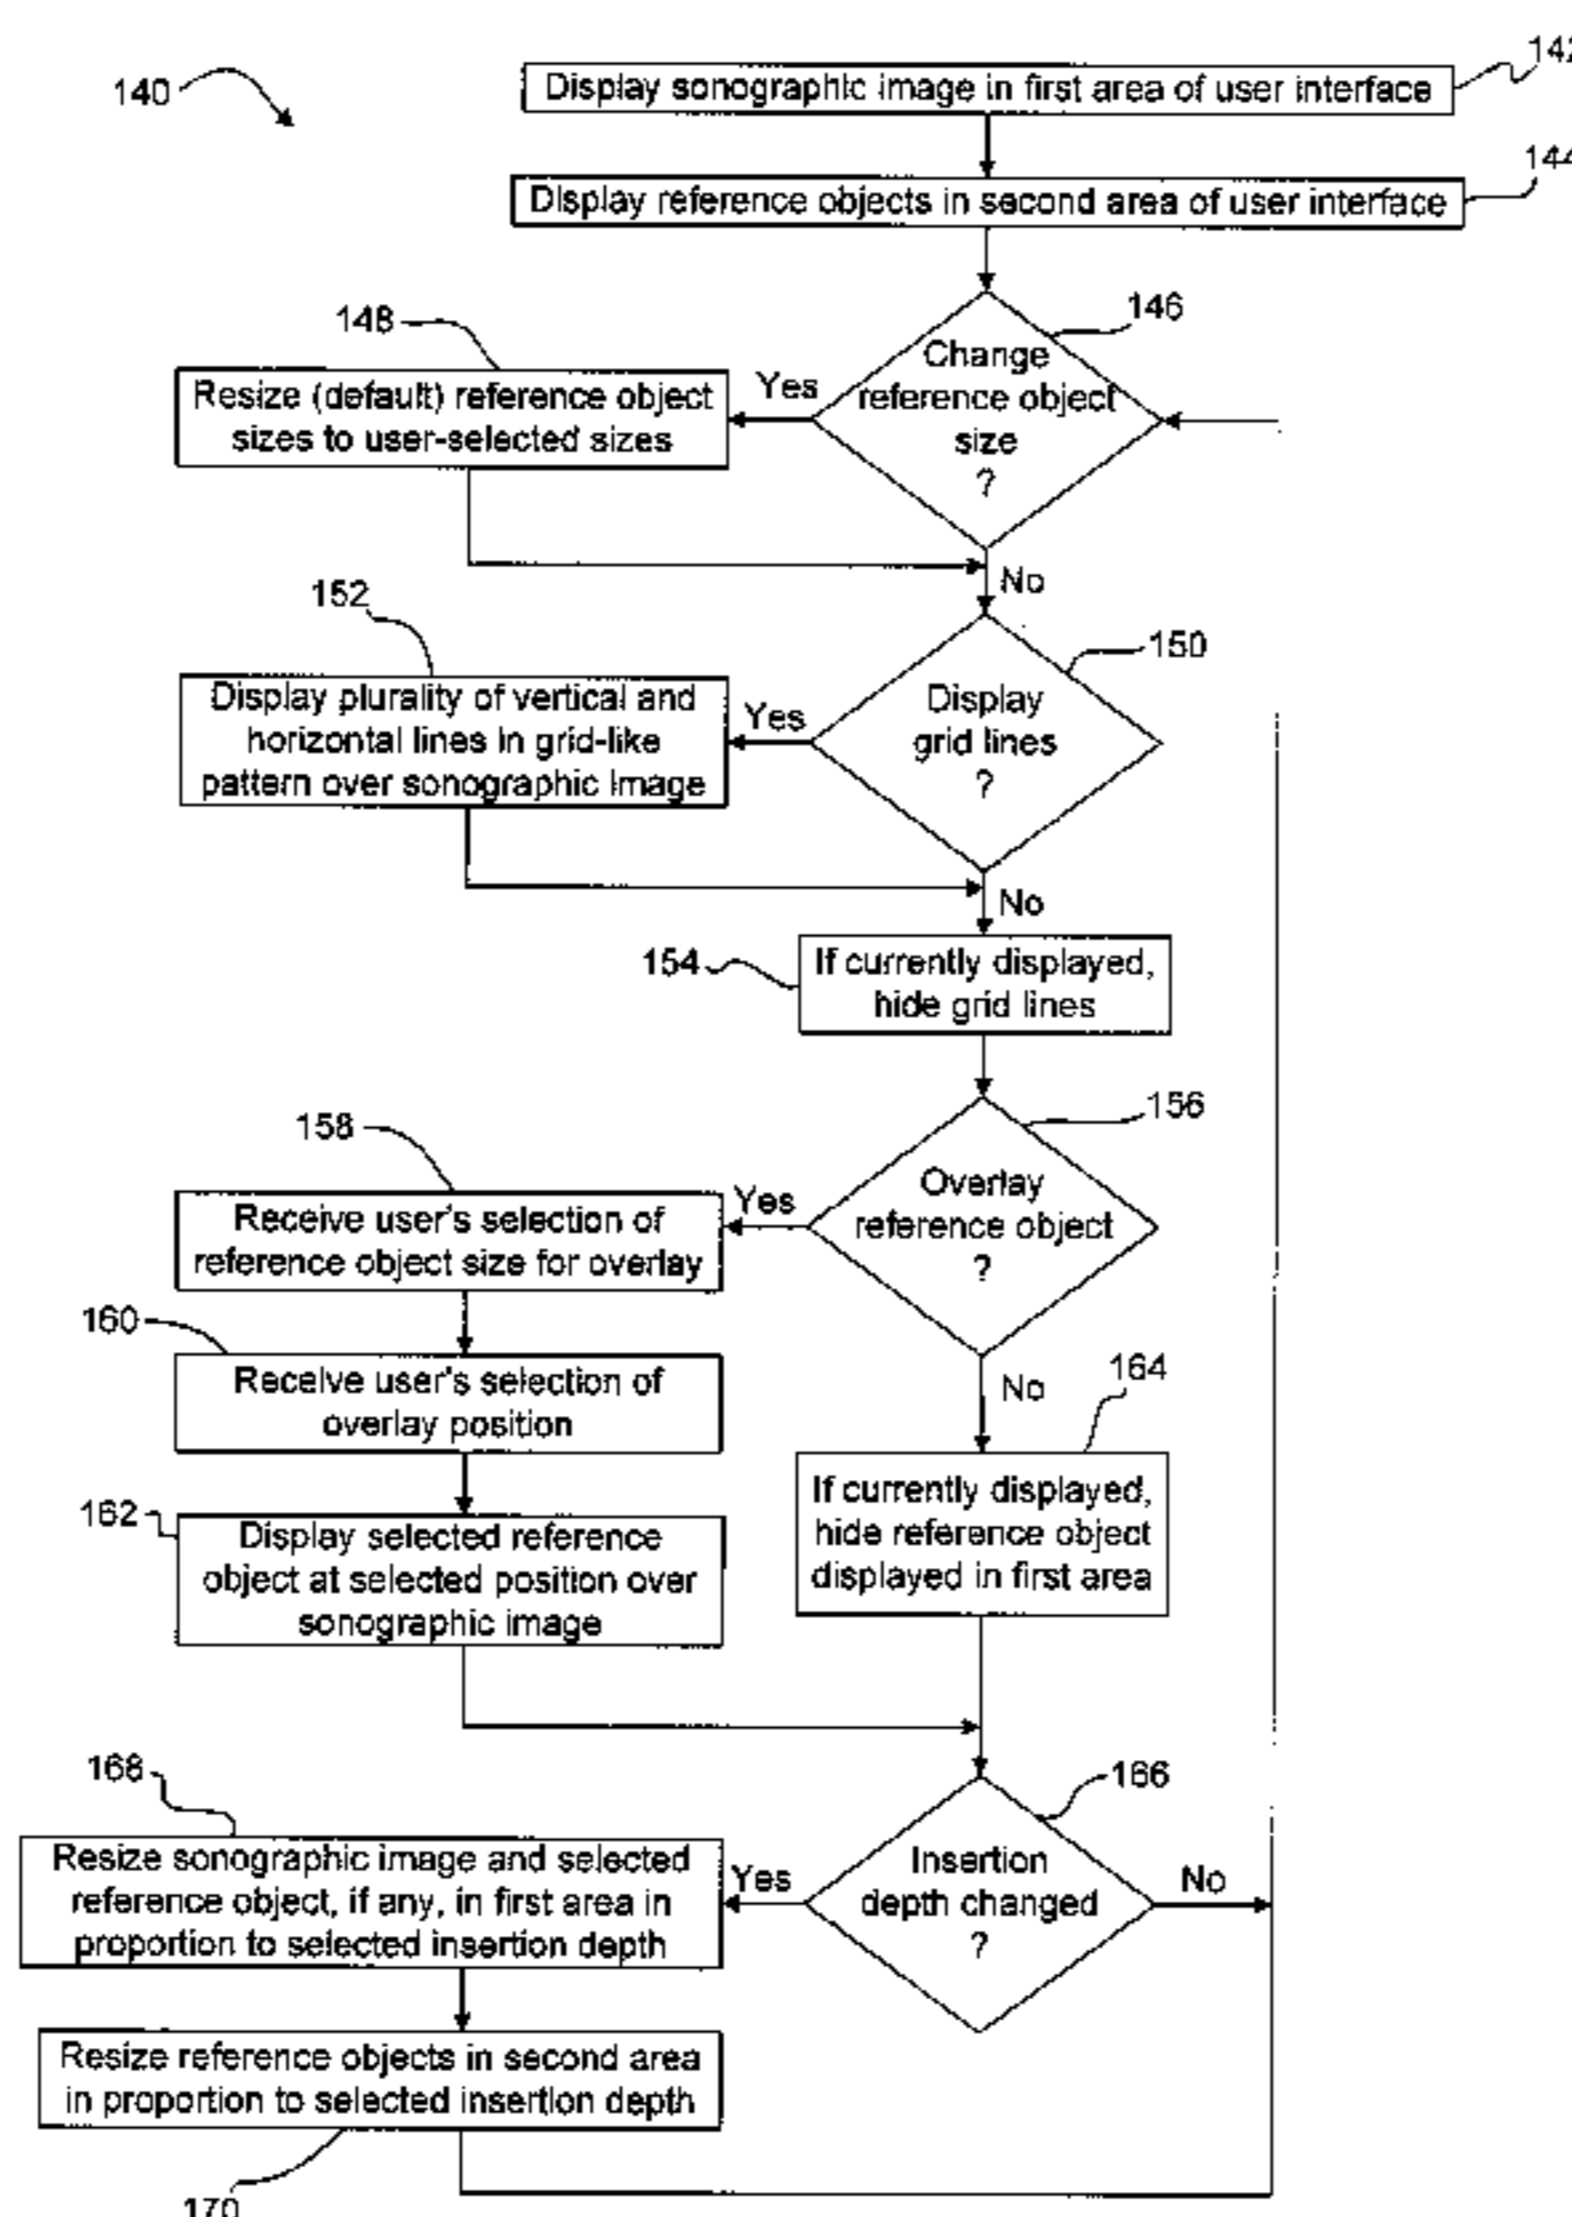 140
Display sonographic image in first area of user interface
142
Display reference objects in second area of user interface
144
146
Change
reference object
size
?
Yes
148
Resize (default) reference object
sizes to user-selected sizes
No
150
Display
grid lines
?
Yes
152
Display plurality of vertical and
horizontal lines in grid-like
pattern over sonographic image
No
154
If currently displayed,
hide grid lines
156
Overlay
reference object
?
Yes
158
Receive user's selection of
reference object size for overlay
160
Receive user's selection of
overlay position
162
Display selected reference
object at selected position over
sonographic image
No
164
If currently displayed,
hide reference object
displayed in first area
166
Insertion
depth changed
?
No
Yes
168
Resize sonographic image and selected
reference object, if any, in first area in
proportion to selected insertion depth
Resize reference objects in second area
in proportion to selected insertion depth
170